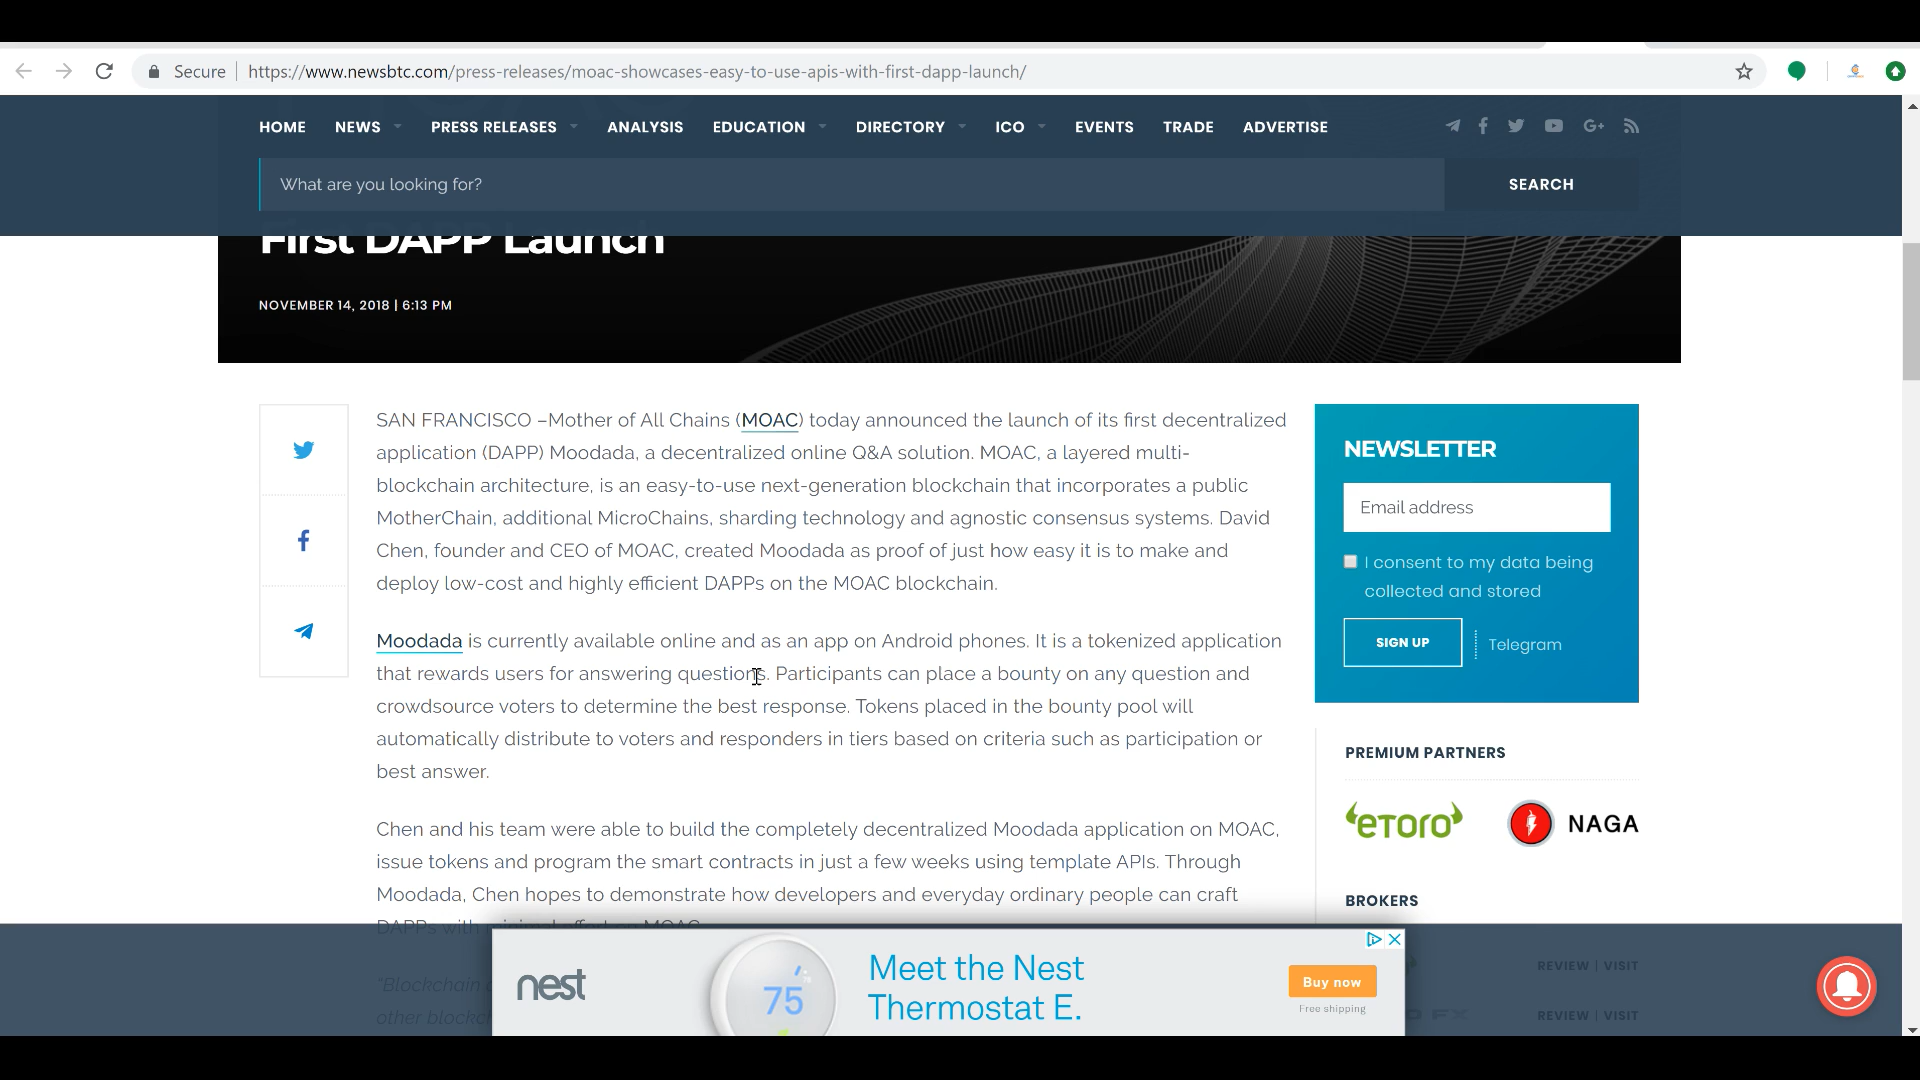 Secure
https://www.newsbtc.com/press-releases/moac-showcases-easy-to-use-apis-with-first-dapp-launch/
HOME NEWS PRESS RELEASES ANALYSIS EDUCATION DIRECTORY ICO EVENTS TRADE ADVERTISE
What are you looking for?
SEARCH
First DAPP Launch
NOVEMBER 14, 2018 | 6:13 PM
SAN FRANCISCO –Mother of All Chains (MOAC) today announced the launch of its first decentralized
application (DAPP) Moodada, a decentralized online Q&A solution. MOAC, a layered multi-
blockchain architecture, is an easy-to-use next-generation blockchain that incorporates a public
MotherChain, additional MicroChains, sharding technology and agnostic consensus systems. David
Chen, founder and CEO of MOAC, created Moodada as proof of just how easy it is to make and
deploy low-cost and highly efficient DAPPs on the MOAC blockchain.
Moodada is currently available online and as an app on Android phones. It is a tokenized application
that rewards users for answering questions. Participants can place a bounty on any question and
crowdsource voters to determine the best response. Tokens placed in the bounty pool will
automatically distribute to voters and responders in tiers based on criteria such as participation or
best answer.
Chen and his team were able to build the completely decentralized Moodada application on MOAC,
issue tokens and program the smart contracts in just a few weeks using template APIs. Through
Moodada, Chen hopes to demonstrate how developers and everyday ordinary people can craft
DAPPs with minimal effort on MOAC.
"Blockchain
other
NEWSLETTER
Email address
I consent to my data being
collected and stored
SIGN UP
Telegram
PREMIUM PARTNERS
eToro
NAGA
BROKERS
REVIEW | VISIT
REVIEW | VISIT
nest
75
Meet the Nest
Thermostat E.
Buy now
Free shipping